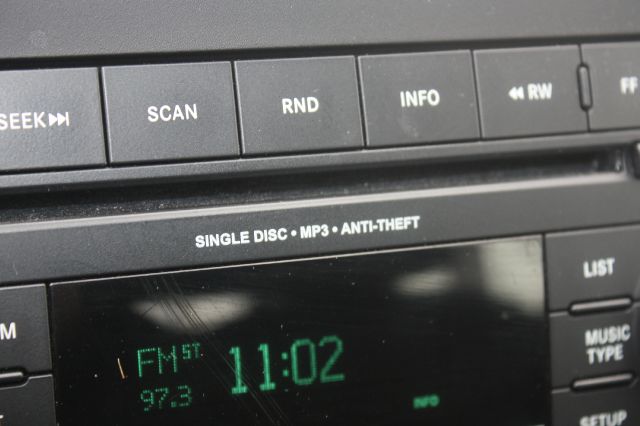 SEEK⏭ SCAN RND INFO ◀◀ RW FF
SINGLE DISC • MP3 • ANTI-THEFT
LIST
MUSIC
TYPE
SETUP
FM ST 11:02
97.3
INFO